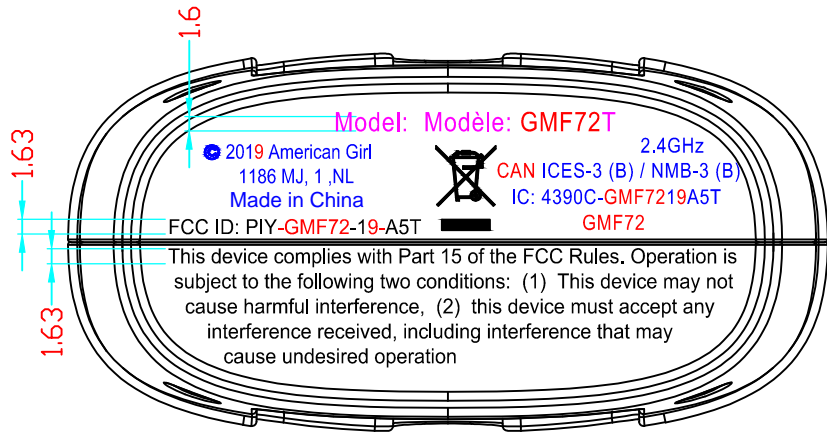 1.6
Model: Modèle: GMF72T
© 2019 American Girl
1186 MJ, 1 ,NL
Made in China
2.4GHz
CAN ICES-3 (B) / NMB-3 (B)
IC: 4390C-GMF7219A5T
GMF72
1.63
FCC ID: PIY-GMF72-19-A5T
This device complies with Part 15 of the FCC Rules. Operation is
subject to the following two conditions: (1) This device may not
cause harmful interference, (2) this device must accept any
interference received, including interference that may
cause undesired operation
1.63